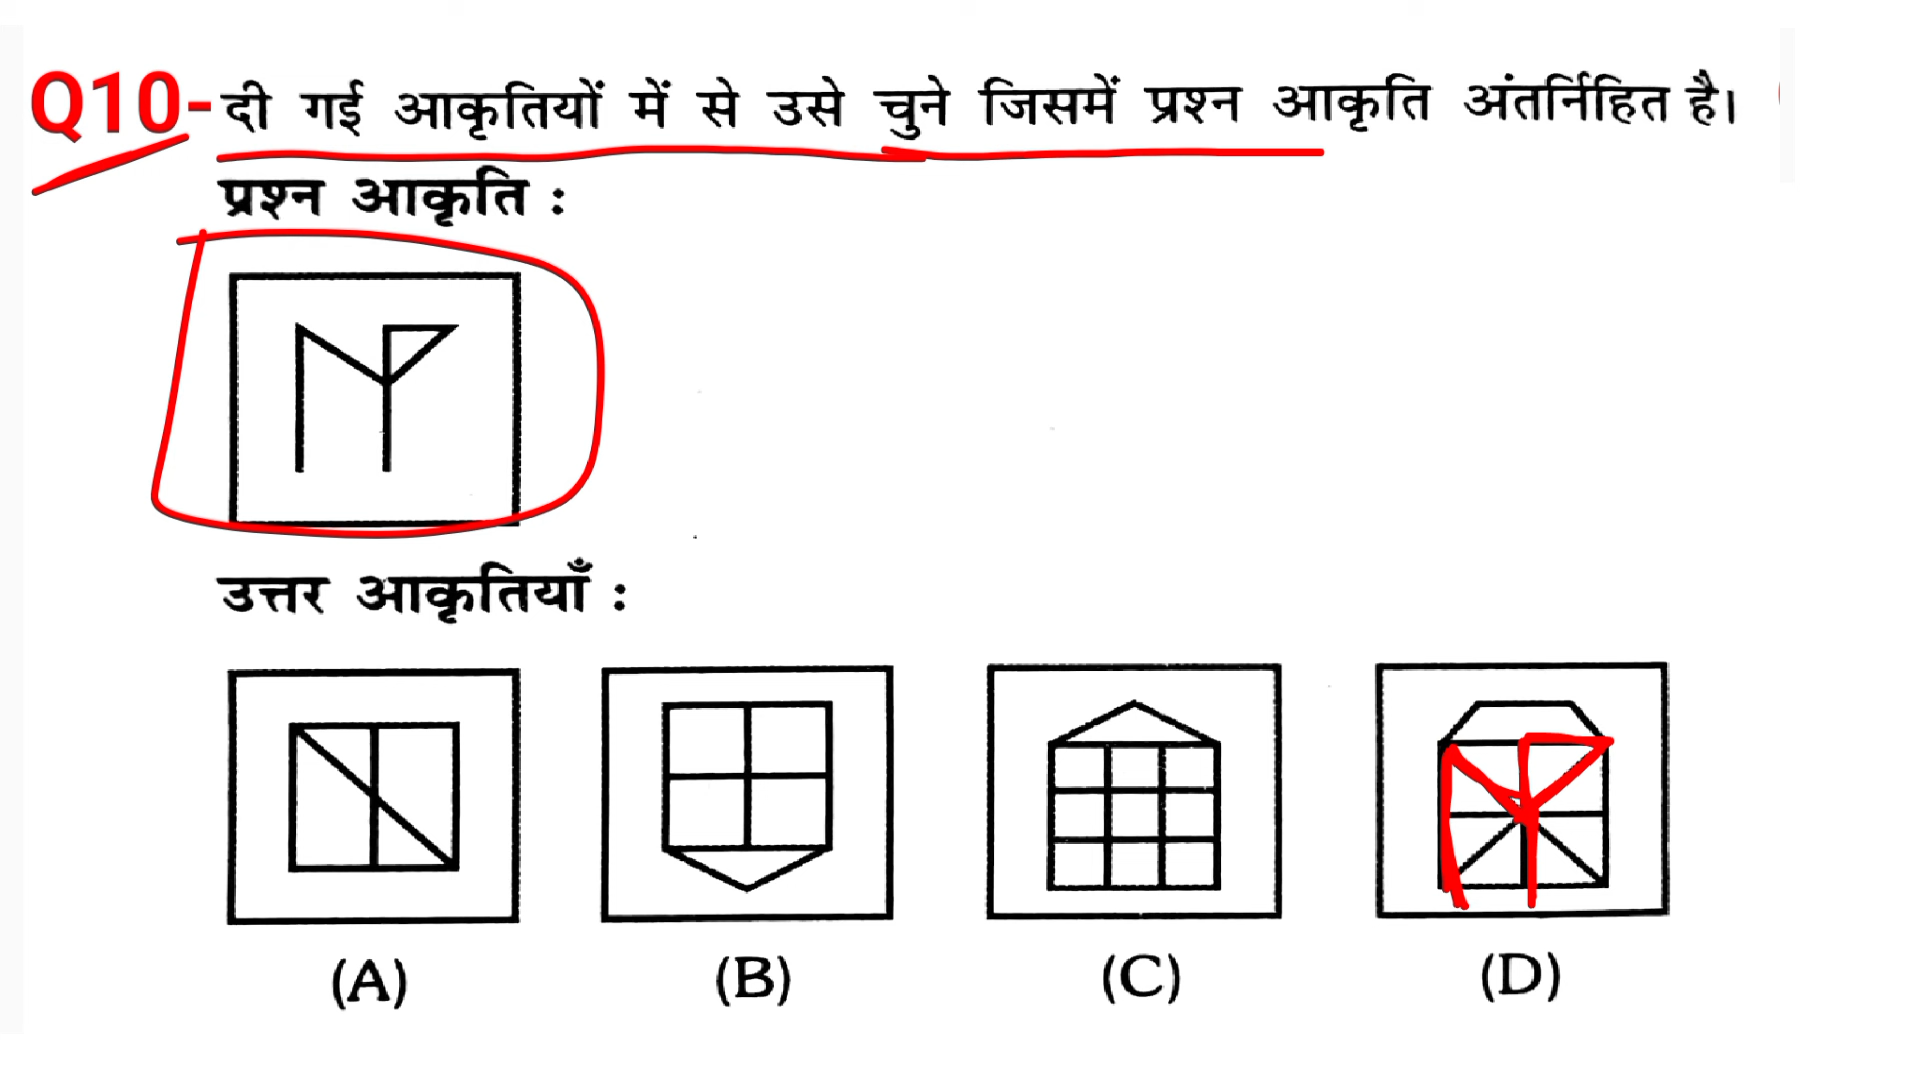 Q10-दी गई आकृतियों में से उसे चुने जिसमें प्रश्न आकृति अंतर्निहित है।
प्रश्न आकृति :
उत्तर आकृतियाँ :
(A) (B) (C) (D)